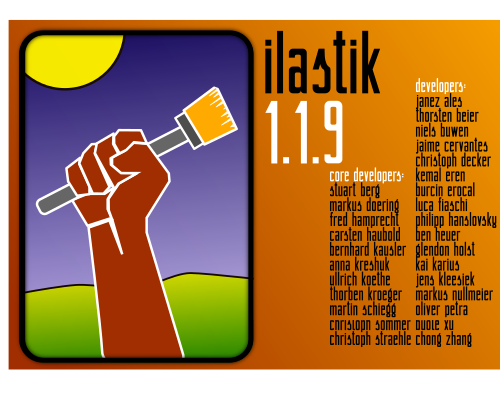 ilastik
1.1.9
core developers:
stuart berg
markus doering
fred hamprecht
carsten haubold
bernhard kausler
anna kreshuk
ullrich koethe
thorben kroeger
martin schiegg
christoph sommer
christoph straehle
developers:
janez ales
thorsten beier
niels buwen
jaime cervantes
christoph decker
kemal eren
burcin erocal
luca fiaschi
philipp hanslovsky
ben heuer
glendon holst
kai karius
jens kleesiek
markus nullmeier
oliver petra
xu
chong zhang